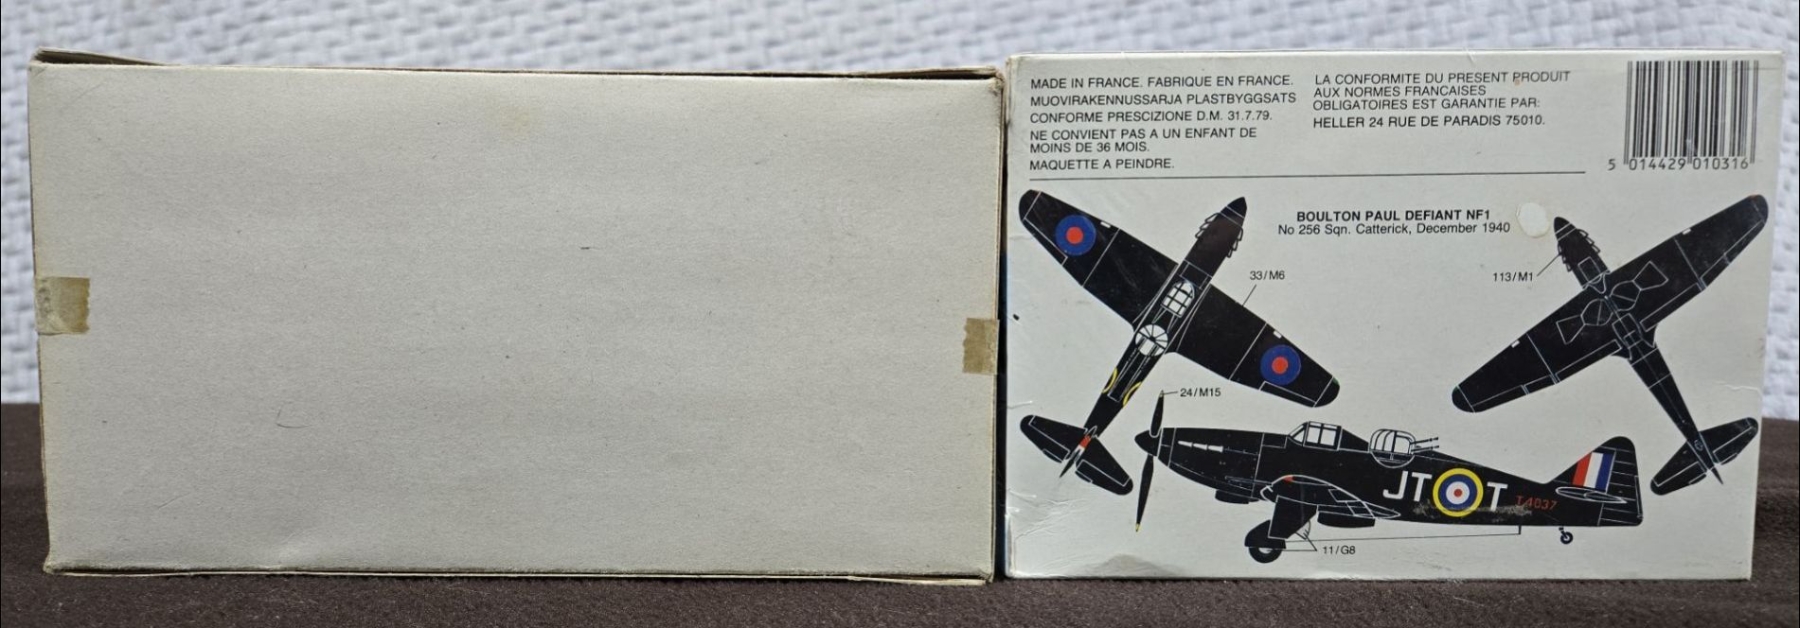 MADE IN FRANCE. FABRIQUE EN FRANCE.
MUOVIRAKENNUSSARJA PLASTBYGGSATS
CONFORME PRESCIZIONE D.M. 31.7.79.
NE CONVIENT PAS A UN ENFANT DE
MOINS DE 36 MOIS.
MAQUETTE A PEINDRE.
LA CONFORMITE DU PRESENT PRODUIT
AUX NORMES FRANCAISES
OBLIGATOIRES EST GARANTIE PAR:
HELLER 24 RUE DE PARADIS 75010.
5 014429 010316
BOULTON PAUL DEFIANT NF1
No 256 Sqn. Catterick, December 1940
33/M6
113/M1
24/M15
JT T T4037
11/G8